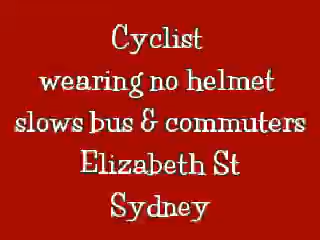 Cyclist
wearing no helmet
slows bus & commuters
Elizabeth St
Sydney